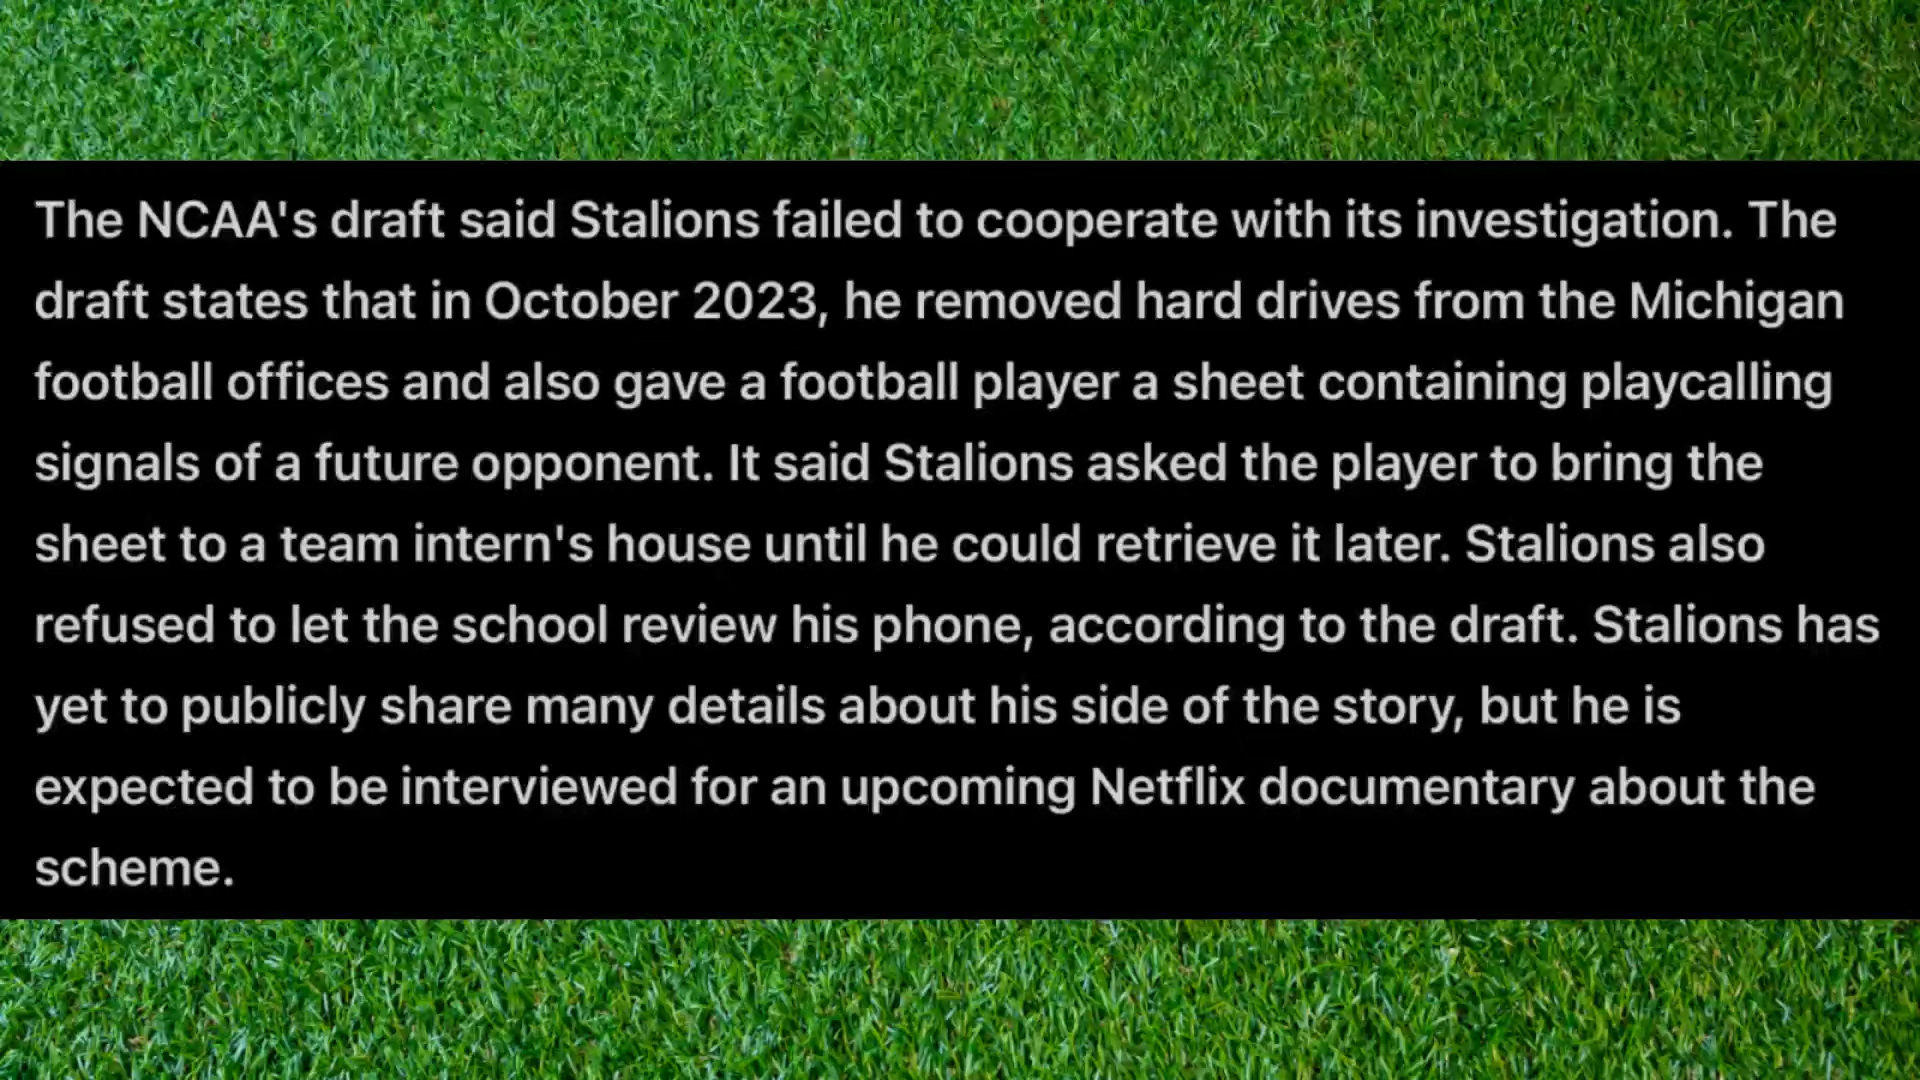 The NCAA's draft said Stalions failed to cooperate with its investigation. The
draft states that in October 2023, he removed hard drives from the Michigan
football offices and also gave a football player a sheet containing playcalling
signals of a future opponent. It said Stalions asked the player to bring the
sheet to a team intern's house until he could retrieve it later. Stalions also
refused to let the school review his phone, according to the draft. Stalions has
yet to publicly share many details about his side of the story, but he is
expected to be interviewed for an upcoming Netflix documentary about the
scheme.